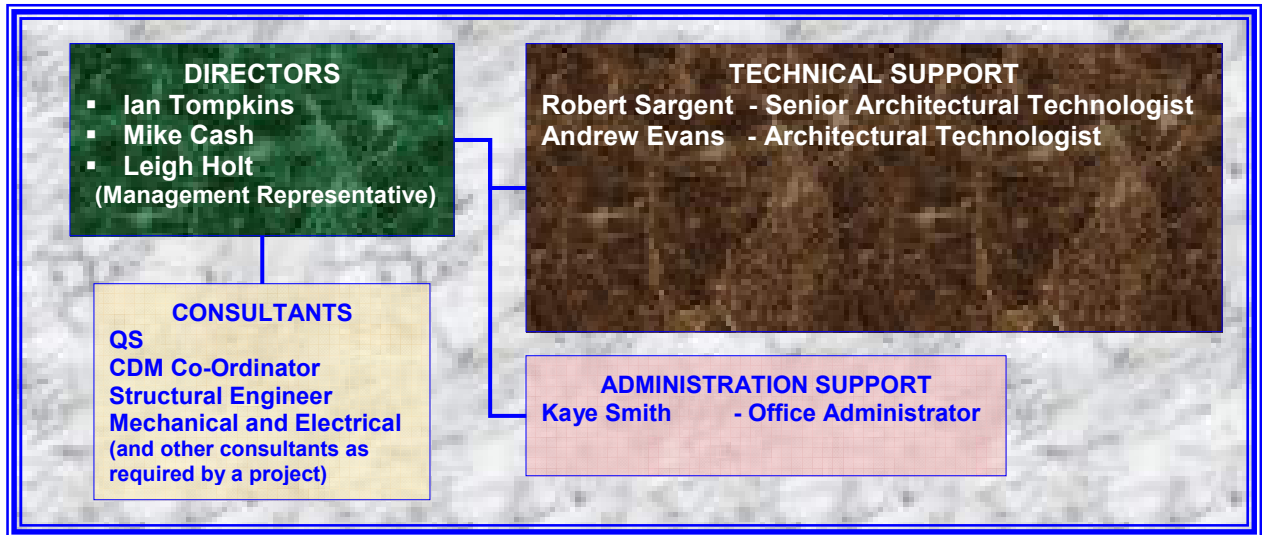 DIRECTORS
▪ Ian Tompkins
▪ Mike Cash
▪ Leigh Holt
(Management Representative)
TECHNICAL SUPPORT
Robert Sargent - Senior Architectural Technologist
Andrew Evans - Architectural Technologist
CONSULTANTS
QS
CDM Co-Ordinator
Structural Engineer
Mechanical and Electrical
(and other consultants as
required by a project)
ADMINISTRATION SUPPORT
Kaye Smith - Office Administrator